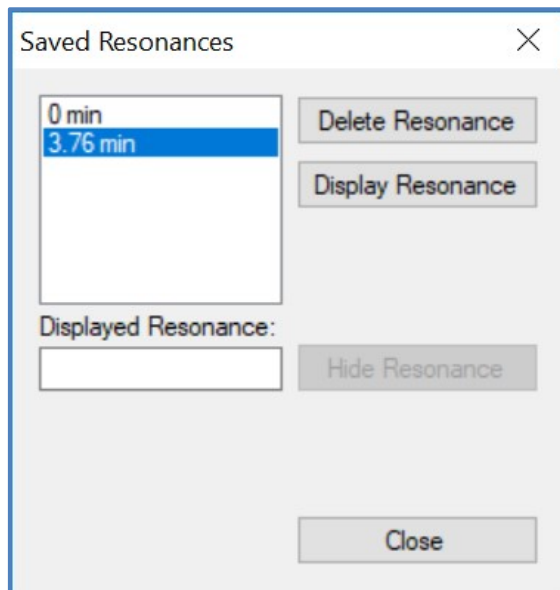 Saved Resonances
0 min
3.76 min
Delete Resonance
Display Resonance
Displayed Resonance:
Hide Resonance
Close